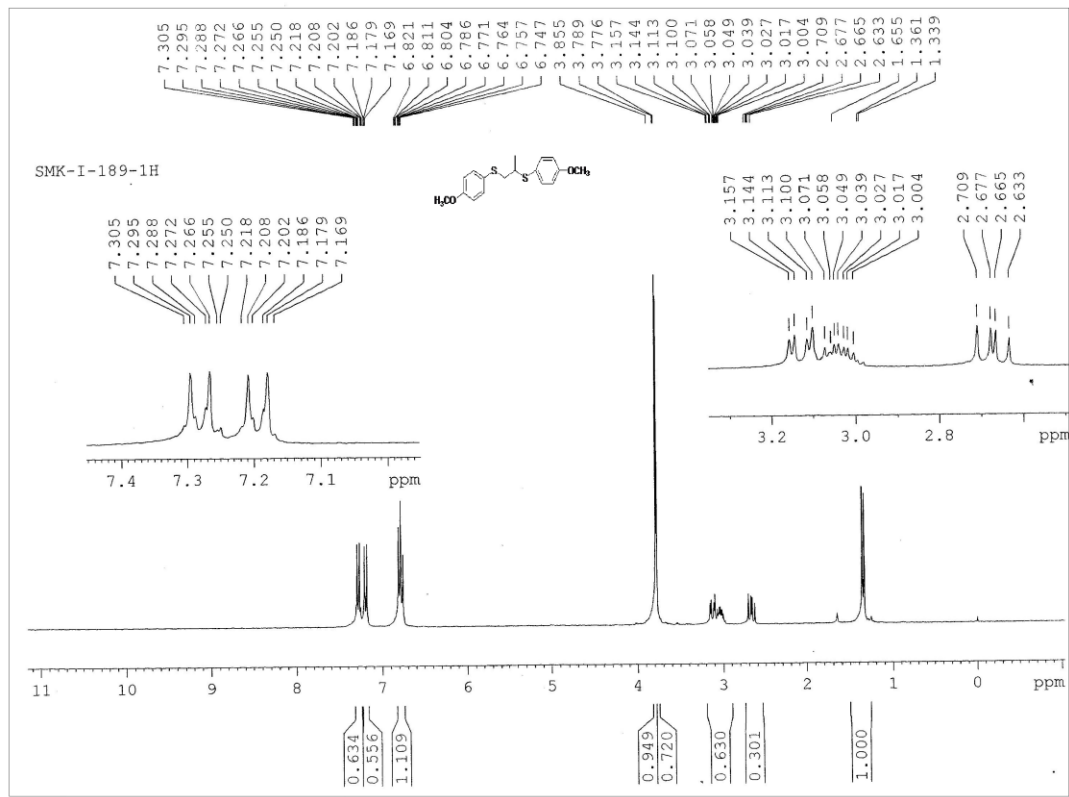 7.305 7.295 7.288 7.272 7.266 7.255 7.250 7.218 7.208 7.202 7.186 7.179 7.169 6.821 6.811 6.804 6.786 6.771 6.764 6.757 6.747 3.855 3.789 3.776 3.157 3.144 3.113 3.100 3.071 3.058 3.049 3.039 3.027 3.017 3.004 2.709 2.677 2.665 2.633 1.655 1.361 1.339
SMK-I-189-1H
S S OCH₃
H₃CO
7.305 7.295 7.288 7.272 7.266 7.255 7.250 7.218 7.208 7.202 7.186 7.179 7.169
3.157 3.144 3.113 3.100 3.071 3.058 3.049 3.039 3.027 3.017 3.004 2.709 2.677 2.665 2.633
3.2 3.0 2.8 ppm
7.4 7.3 7.2 7.1 ppm
11 10 9 8 7 6 5 4 3 2 1 0 ppm
0.634 0.556 1.109 0.949 0.720 0.630 0.301 1.000